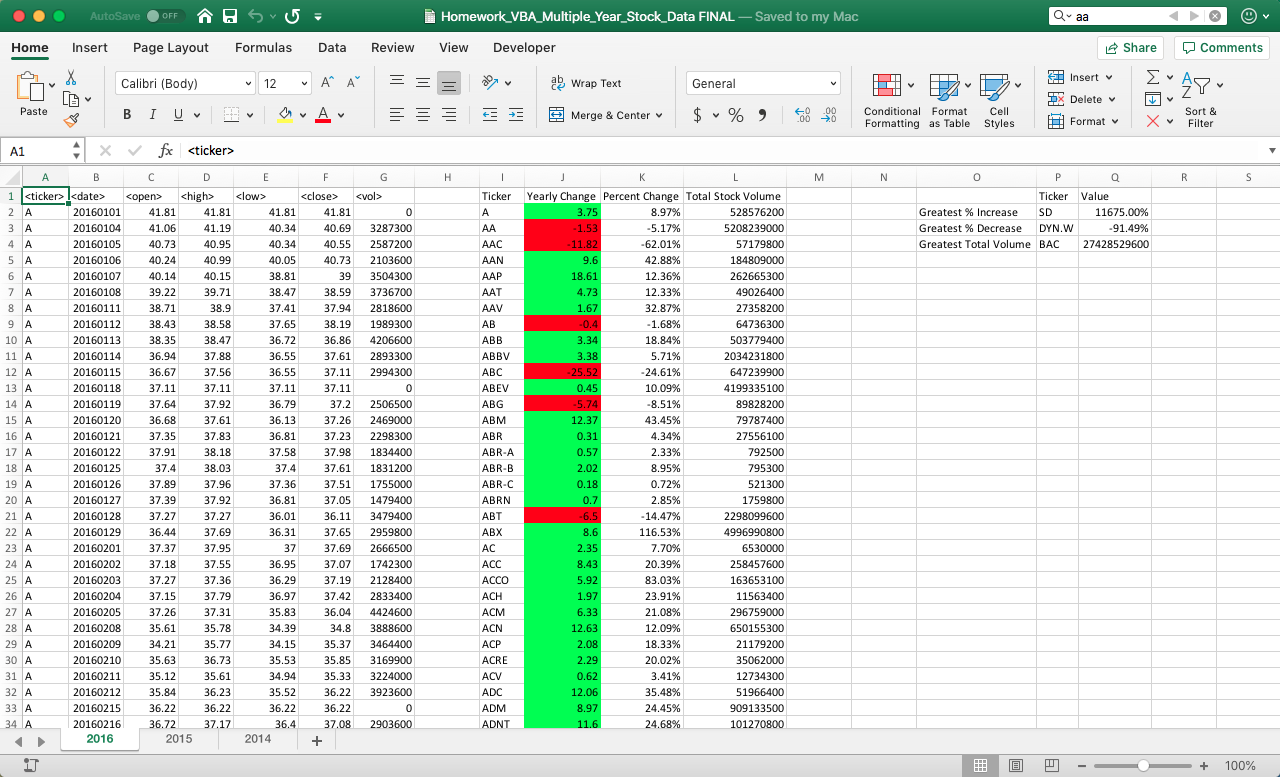 AutoSave OFF Homework_VBA_Multiple_Year_Stock_Data FINAL — Saved to my Mac aa
Home Insert Page Layout Formulas Data Review View Developer Share Comments
Paste Calibri (Body) 12 A^ A˅ Wrap Text General Conditional Formatting Format as Table Cell Styles Insert Sort & Filter
B I U A Merge & Center $ % Delete
Format
A1 fx <ticker>
A B C D E F G H I J K L M N O P Q R S
1 <ticker> <date> <open> <high> <low> <close> <vol> Ticker Yearly Change Percent Change Total Stock Volume Ticker Value
2 A 20160101 41.81 41.81 41.81 41.81 0 A 3.75 8.97% 528576200 Greatest % Increase SD 11675.00%
3 A 20160104 41.06 41.19 40.34 40.69 3287300 AA -1.53 -5.17% 5208239000 Greatest % Decrease DYN.W -91.49%
4 A 20160105 40.73 40.95 40.34 40.55 2587200 AAC -11.82 -62.01% 57179800 Greatest Total Volume BAC 27428529600
5 A 20160106 40.24 40.99 40.05 40.73 2103600 AAN 9.6 42.88% 184809000
6 A 20160107 40.14 40.15 38.81 39 3504300 AAP 18.61 12.36% 262665300
7 A 20160108 39.22 39.71 38.47 38.59 3736700 AAT 4.73 12.33% 49026400
8 A 20160111 38.71 38.9 37.41 37.94 2818600 AAV 1.67 32.87% 27358200
9 A 20160112 38.43 38.58 37.65 38.19 1989300 AB -0.4 -1.68% 64736300
10 A 20160113 38.35 38.47 36.72 36.86 4206600 ABB 3.34 18.84% 503779400
11 A 20160114 36.94 37.88 36.55 37.61 2893300 ABBV 3.38 5.71% 2034231800
12 A 20160115 36.67 37.56 36.55 37.11 2994300 ABC -25.52 -24.61% 647239900
13 A 20160118 37.11 37.11 37.11 37.11 0 ABEV 0.45 10.09% 4199335100
14 A 20160119 37.64 37.92 36.79 37.2 2506500 ABG -5.74 -8.51% 89828200
15 A 20160120 36.68 37.61 36.13 37.26 2469000 ABM 12.37 43.45% 79787400
16 A 20160121 37.35 37.83 36.81 37.23 2298300 ABR 0.31 4.34% 27556100
17 A 20160122 37.91 38.18 37.58 37.98 1834400 ABR-A 0.57 2.33% 792500
18 A 20160125 37.4 38.03 37.4 37.61 1831200 ABR-B 2.02 8.95% 795300
19 A 20160126 37.89 37.96 37.36 37.51 1755000 ABR-C 0.18 0.72% 521300
20 A 20160127 37.39 37.92 36.81 37.05 1479400 ABRN 0.7 2.85% 1759800
21 A 20160128 37.27 37.27 36.01 36.11 3479400 ABT -6.5 -14.47% 2298099600
22 A 20160129 36.44 37.69 36.31 37.65 2959800 ABX 8.6 116.53% 4996990800
23 A 20160201 37.37 37.95 37 37.69 2666500 AC 2.35 7.70% 6530000
24 A 20160202 37.18 37.55 36.95 37.07 1742300 ACC 8.43 20.39% 258457600
25 A 20160203 37.27 37.36 36.29 37.19 2128400 ACCO 5.92 83.03% 163653100
26 A 20160204 37.15 37.79 36.97 37.42 2833400 ACH 1.97 23.91% 11563400
27 A 20160205 37.26 37.31 35.83 36.04 4424600 ACM 6.33 21.08% 296759000
28 A 20160208 35.61 35.78 34.39 34.8 3888600 ACN 12.63 12.09% 650155300
29 A 20160209 34.21 35.77 34.15 35.37 3464400 ACP 2.08 18.33% 21179200
30 A 20160210 35.63 36.73 35.53 35.85 3169900 ACRE 2.29 20.02% 35062000
31 A 20160211 35.12 35.61 34.94 35.33 3224000 ACV 0.62 3.41% 12734300
32 A 20160212 35.84 36.23 35.52 36.22 3923600 ADC 12.06 35.48% 51966400
33 A 20160215 36.22 36.22 36.22 36.22 0 ADM 8.97 24.45% 909133500
34 A 20160216 36.72 37.17 36.4 37.08 2903600 ADNT 11.6 24.68% 101270800
2016 2015 2014 +
100%